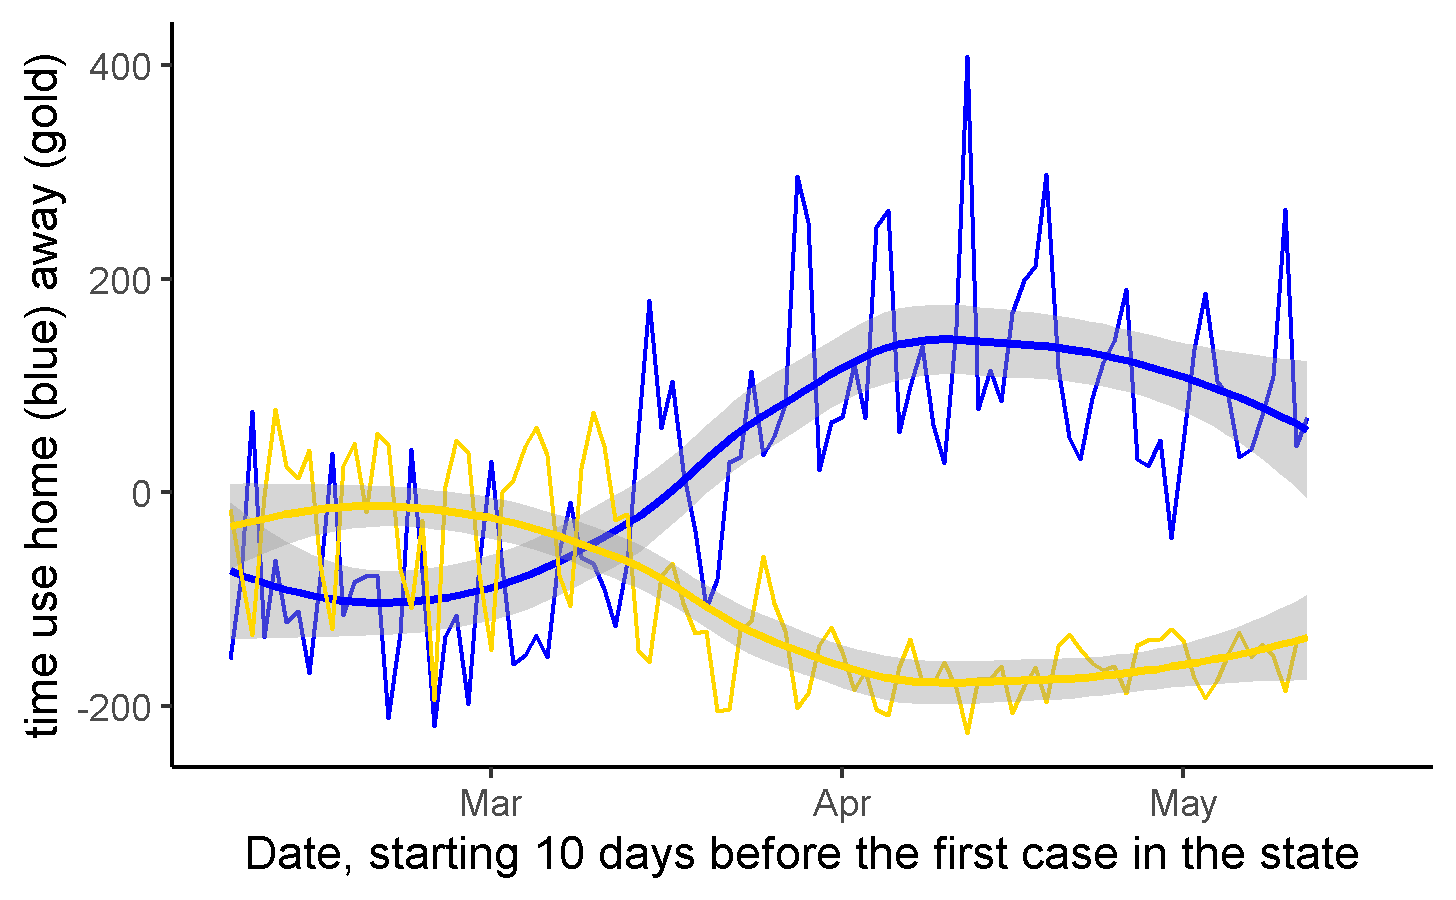 time use home (blue) away (gold)
400
200
0
-200
Mar Apr May
Date, starting 10 days before the first case in the state